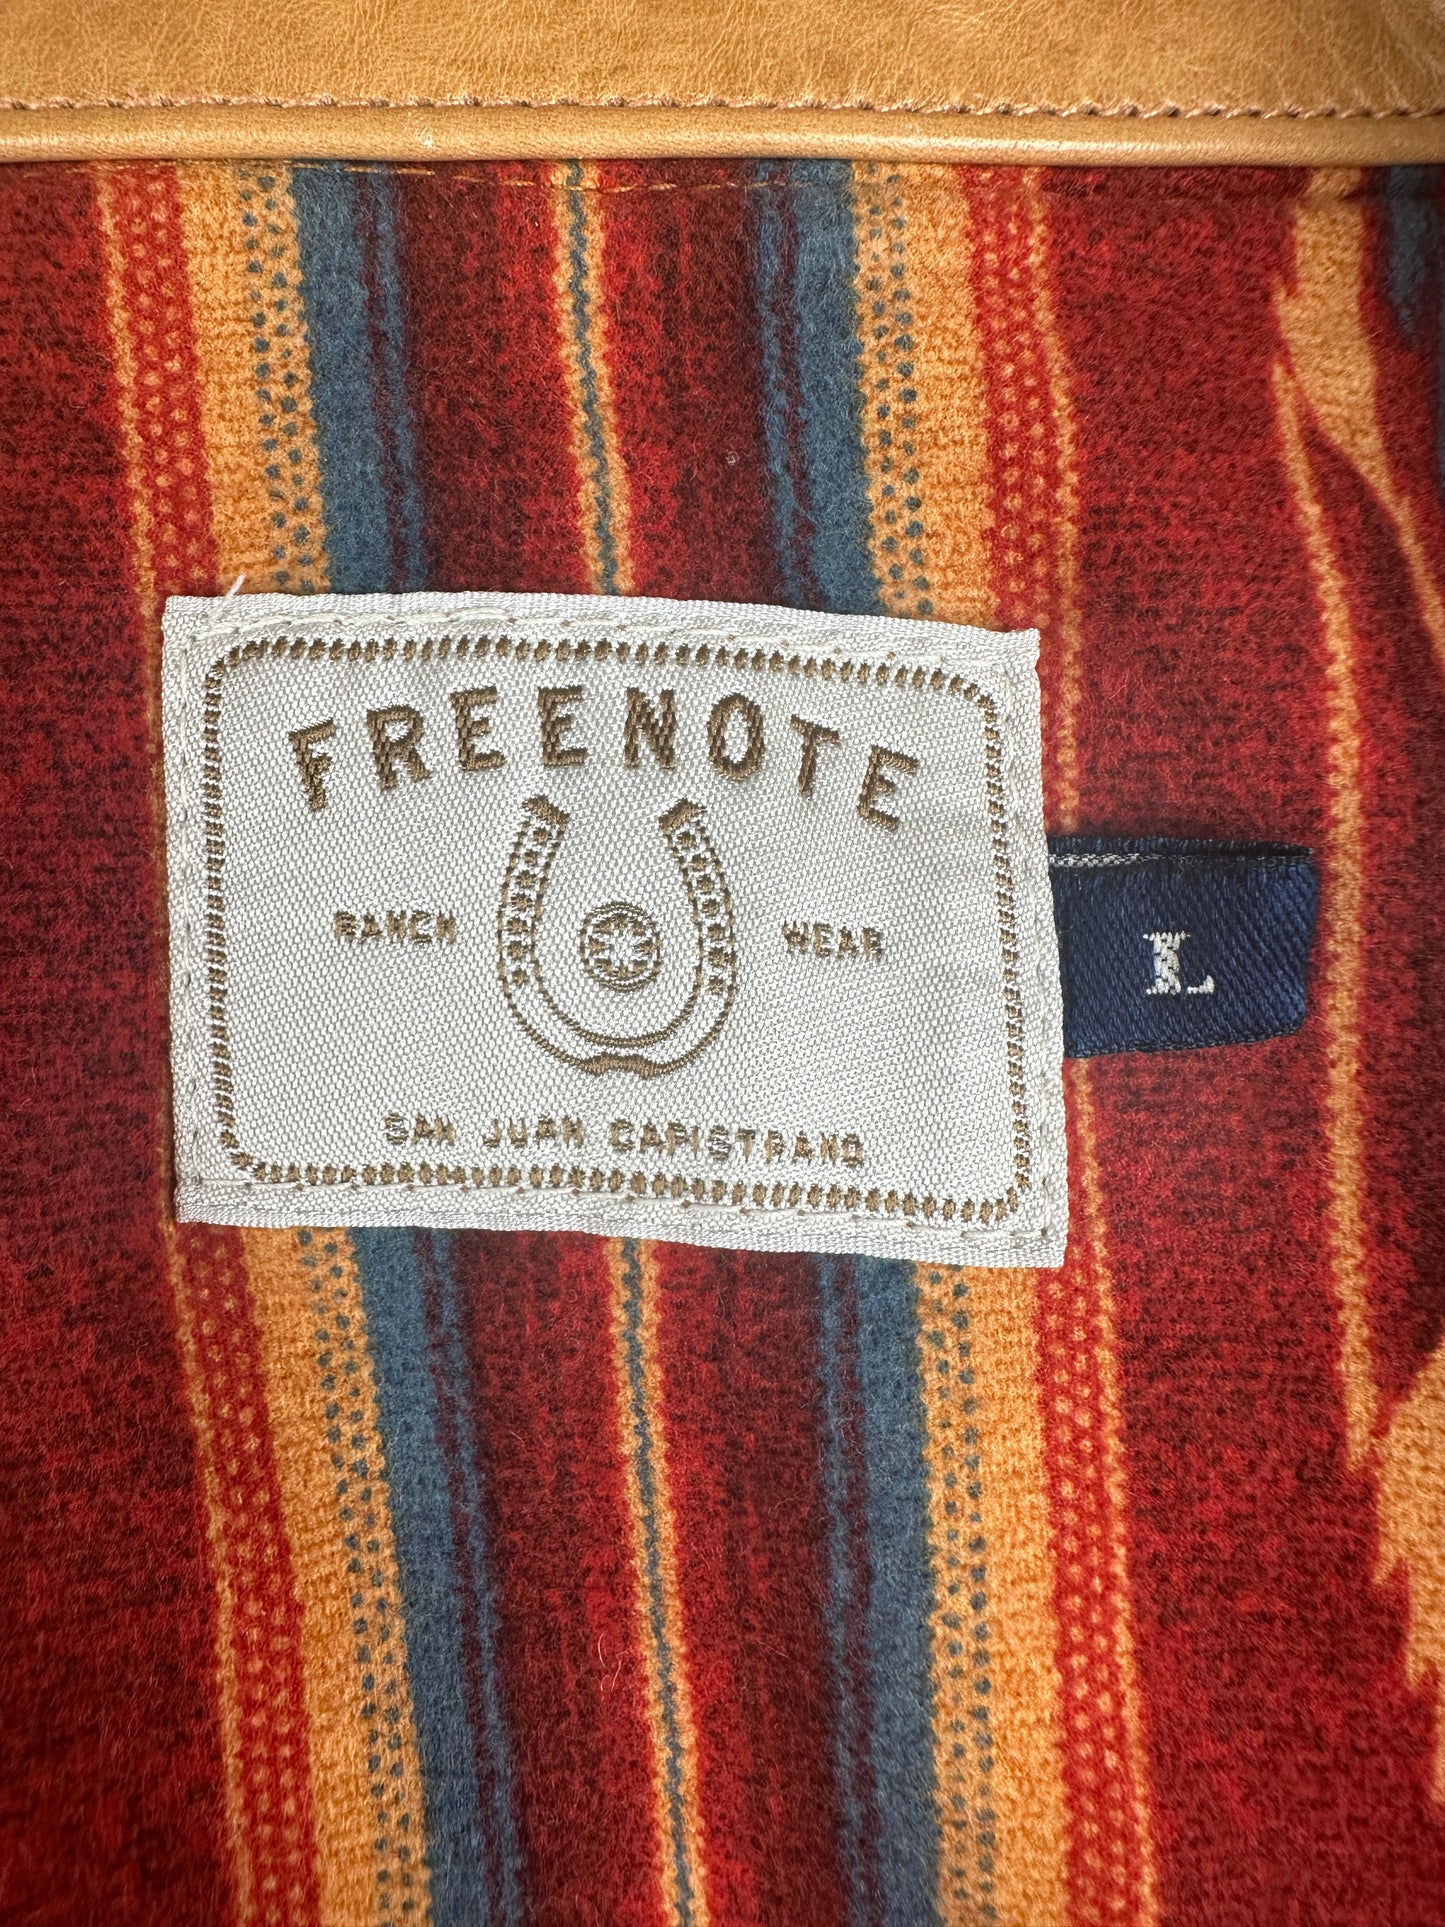 FREENOTE
RANCH WEAR
L
SAN JUAN CAPISTRANO